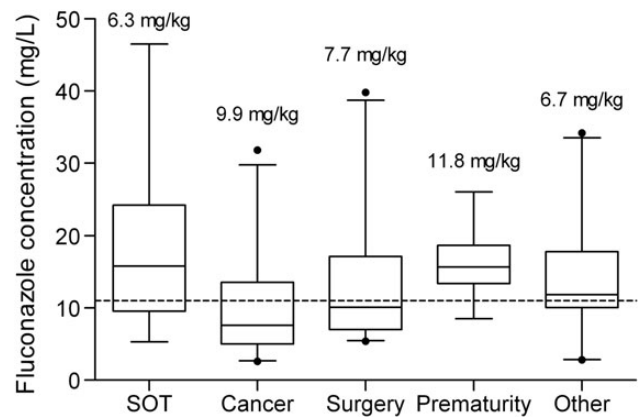 Fluconazole concentration (mg/L)
50
40
30
20
10
0
6.3 mg/kg
9.9 mg/kg
7.7 mg/kg
11.8 mg/kg
6.7 mg/kg
SOT
Cancer
Surgery
Prematurity
Other